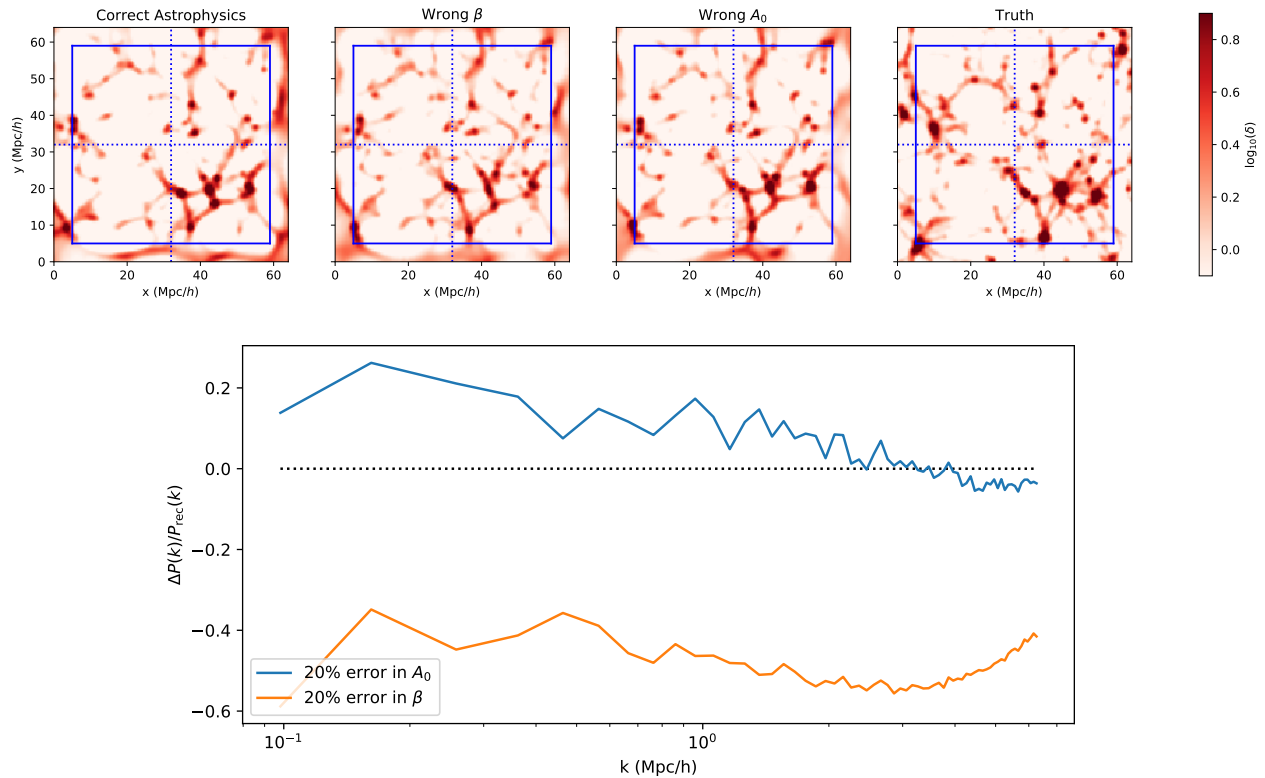 Correct Astrophysics
Wrong β
Wrong A₀
Truth
y (Mpc/h)
60
50
40
30
20
10
0
0 20 40 60
0 20 40 60
0 20 40 60
0 20 40 60
x (Mpc/h)
x (Mpc/h)
x (Mpc/h)
x (Mpc/h)
0.8
0.6
0.4
0.2
0.0
log₁₀(δ)
ΔP(k)/P_rec(k)
0.2
0.0
−0.2
−0.4
−0.6
20% error in A₀
20% error in β
10⁻¹ 10⁰
k (Mpc/h)